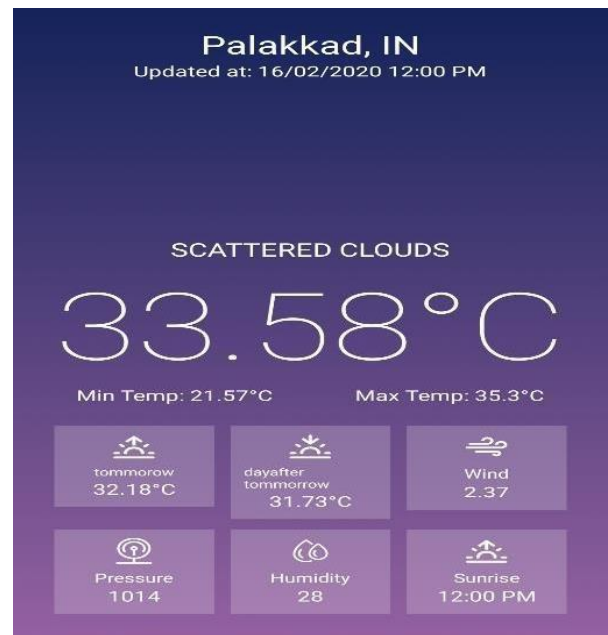 Palakkad, IN
Updated at: 16/02/2020 12:00 PM
SCATTERED CLOUDS
33.58°C
Min Temp: 21.57°C
Max Temp: 35.3°C
tommorow
32.18°C
dayafter
tommorrow
31.73°C
Wind
2.37
Pressure
1014
Humidity
28
Sunrise
12:00 PM